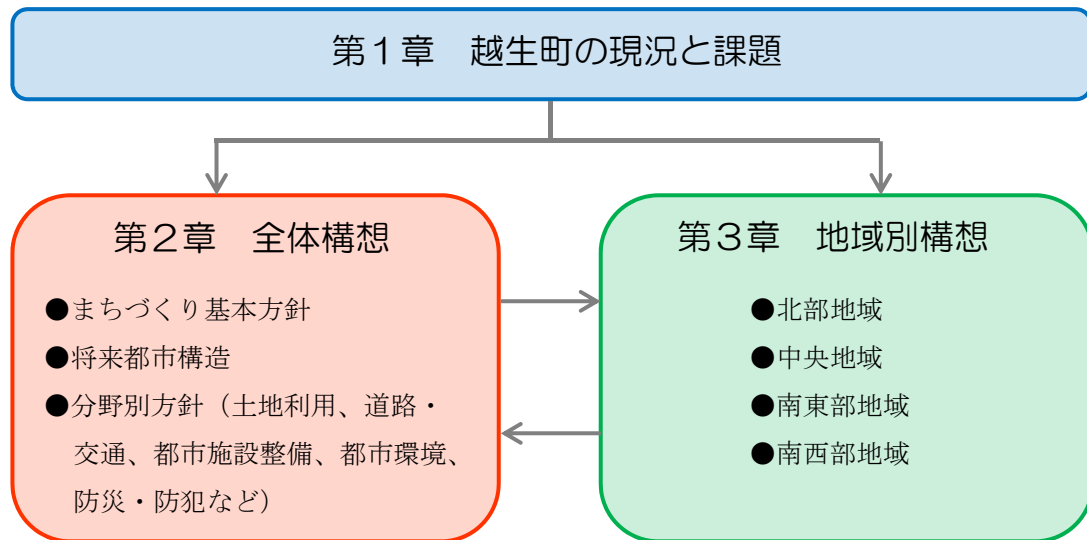 第１章　越生町の現況と課題
第２章　全体構想
●まちづくり基本方針
●将来都市構造
●分野別方針（土地利用、道路・
交通、都市施設整備、都市環境、
防災・防犯など）
第３章　地域別構想
●北部地域
●中央地域
●南東部地域
●南西部地域